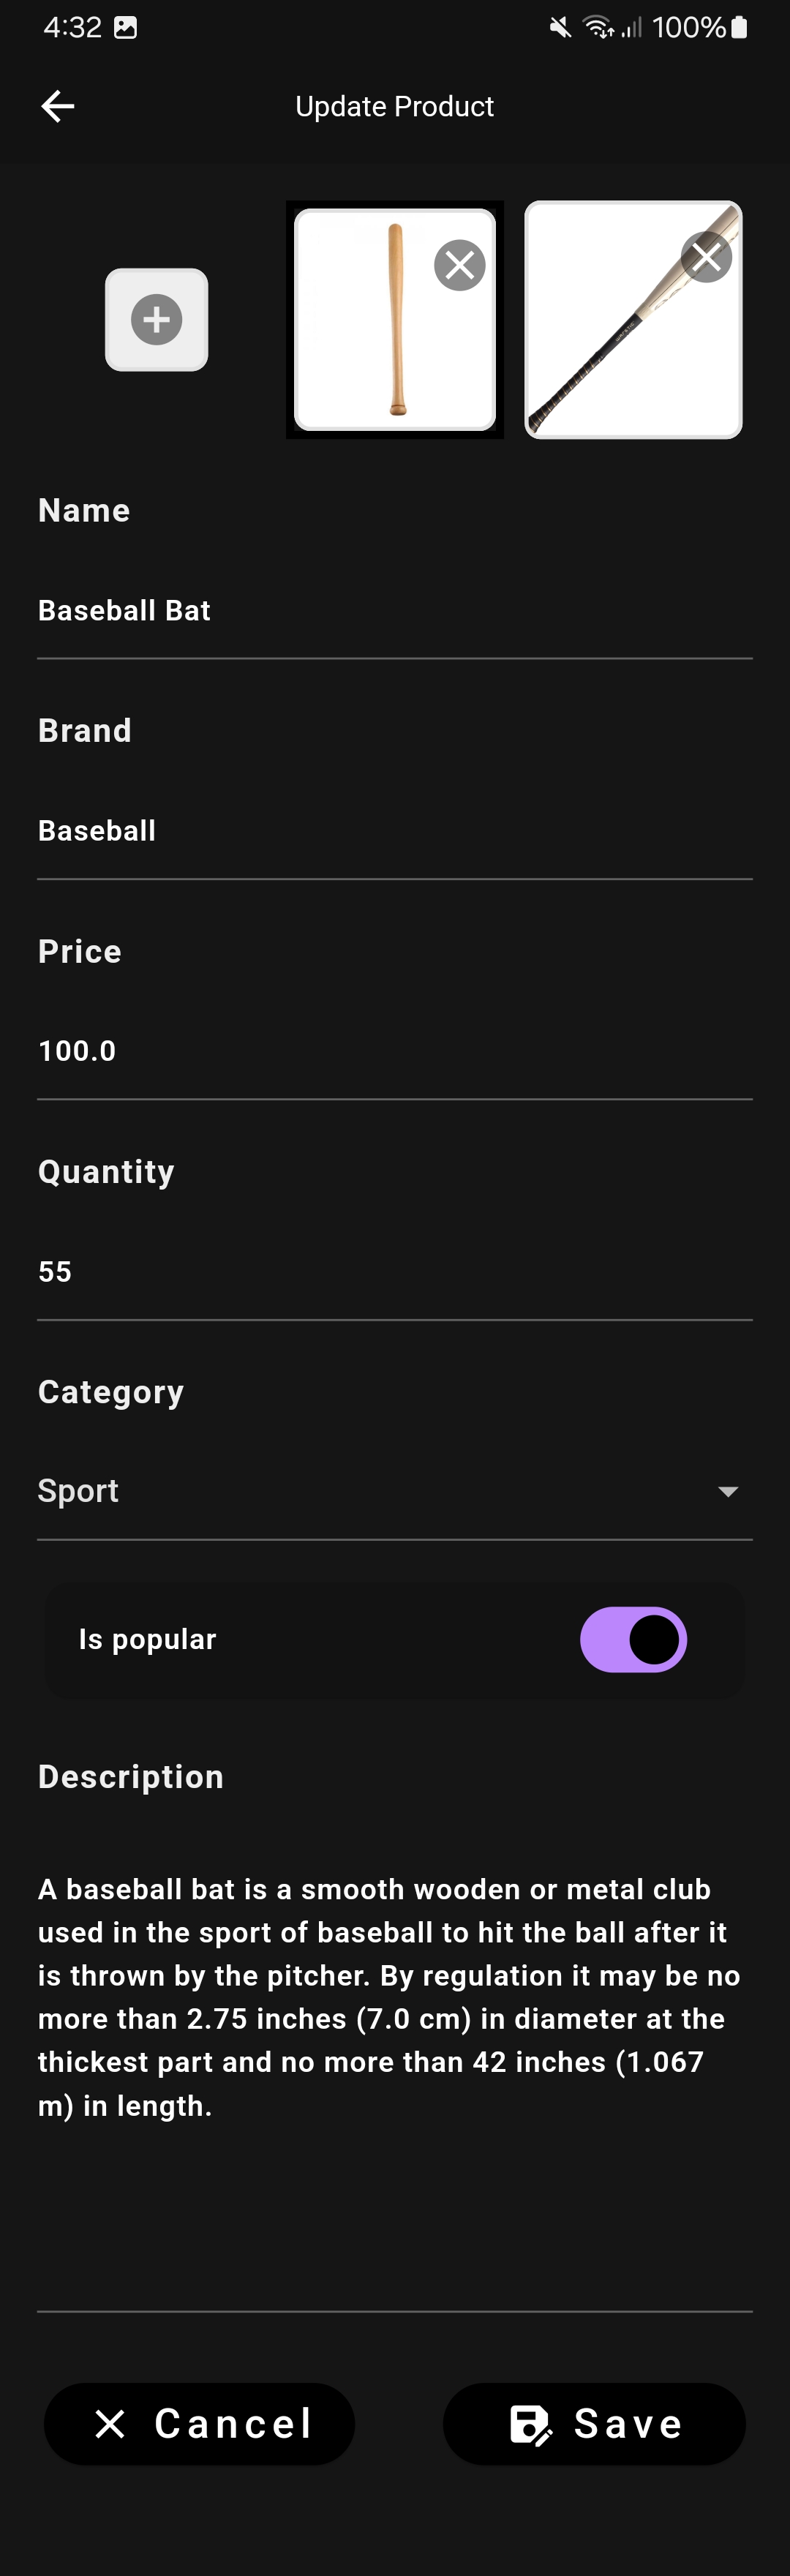 4:32 100%
Update Product
Name
Baseball Bat
Brand
Baseball
Price
100.0
Quantity
55
Category
Sport
Is popular
Description
A baseball bat is a smooth wooden or metal club
used in the sport of baseball to hit the ball after it
is thrown by the pitcher. By regulation it may be no
more than 2.75 inches (7.0 cm) in diameter at the
thickest part and no more than 42 inches (1.067
m) in length.
Cancel Save